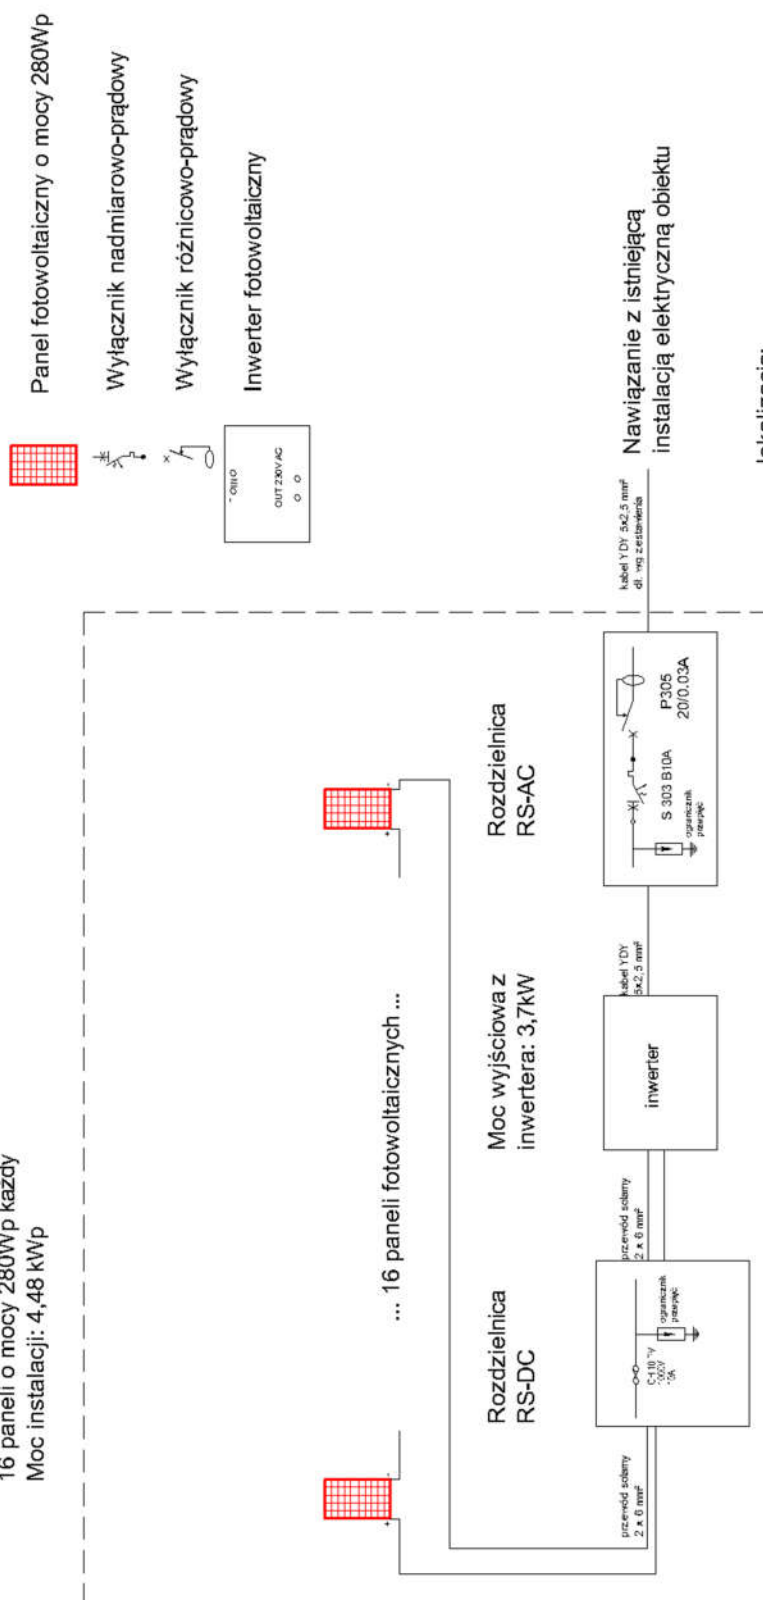 16 paneli o mocy 280Wp każdy
Moc instalacji: 4,48 kWp
Panel fotowoltaiczny o mocy 280Wp
Wyłącznik nadmiarowo-prądowy
Wyłącznik różnicowo-prądowy
Inwerter fotowoltaiczny
OUT 230V AC
... 16 paneli fotowoltaicznych ...
+
-
+
-
Rozdzielnica
RS-DC
Moc wyjściowa z
inwertera: 3,7kW
Rozdzielnica
RS-AC
Nawiązanie z istniejącą
instalacją elektryczną obiektu
przewód solarny
2 x 6 mm²
ogranicznik
przepięć
przewód solarny
2 x 6 mm²
inwerter
kabel YDY
5x2,5 mm²
S 303 B10A
ogranicznik
przepięć
P305
20/0.03A
kabel YDY 5x2,5 mm²
dł. wg zestawienia